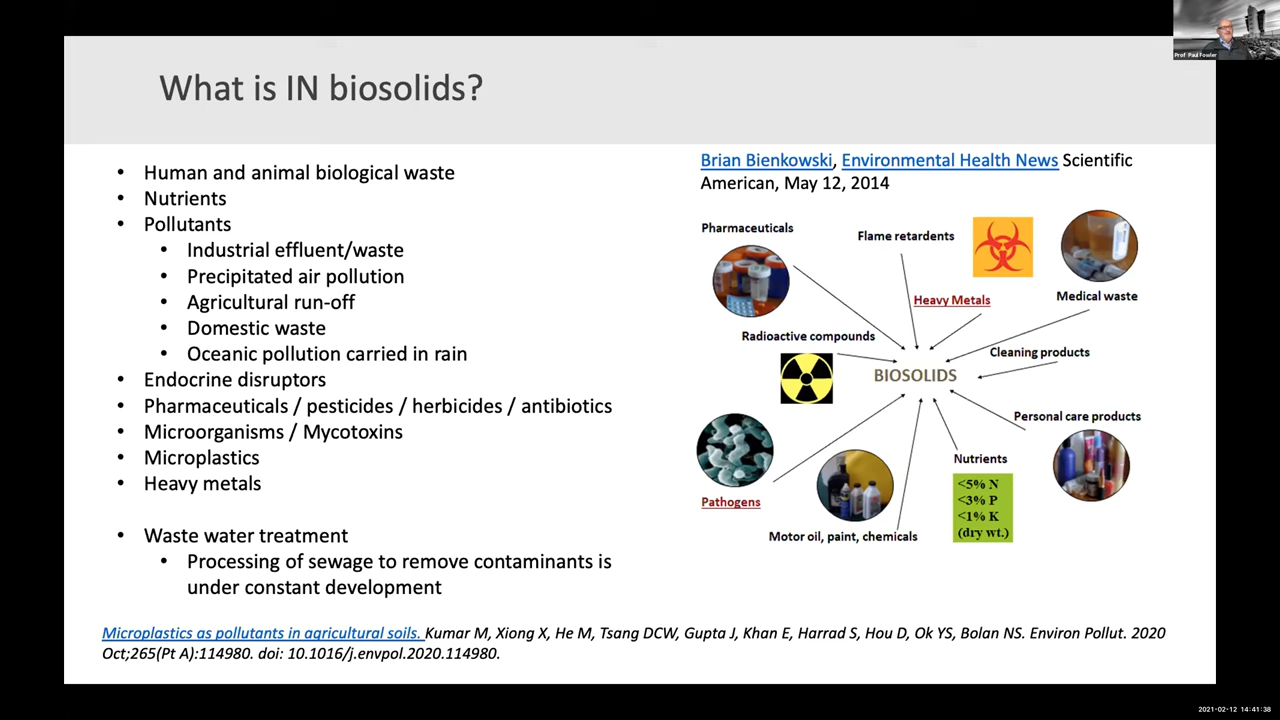 Prof Paul Fowler
What is IN biosolids?
• Human and animal biological waste
• Nutrients
• Pollutants
• Industrial effluent/waste
• Precipitated air pollution
• Agricultural run-off
• Domestic waste
• Oceanic pollution carried in rain
• Endocrine disruptors
• Pharmaceuticals / pesticides / herbicides / antibiotics
• Microorganisms / Mycotoxins
• Microplastics
• Heavy metals
• Waste water treatment
• Processing of sewage to remove contaminants is
under constant development
Brian Bienkowski, Environmental Health News Scientific
American, May 12, 2014
Pharmaceuticals
Flame retardents
Heavy Metals
Medical waste
Radioactive compounds
Cleaning products
BIOSOLIDS
Personal care products
Nutrients
<5% N
<3% P
<1% K
(dry wt.)
Pathogens
Motor oil, paint, chemicals
Microplastics as pollutants in agricultural soils. Kumar M, Xiong X, He M, Tsang DCW, Gupta J, Khan E, Harrad S, Hou D, Ok YS, Bolan NS. Environ Pollut. 2020
Oct;265(Pt A):114980. doi: 10.1016/j.envpol.2020.114980.
2021-02-12 14:41:38